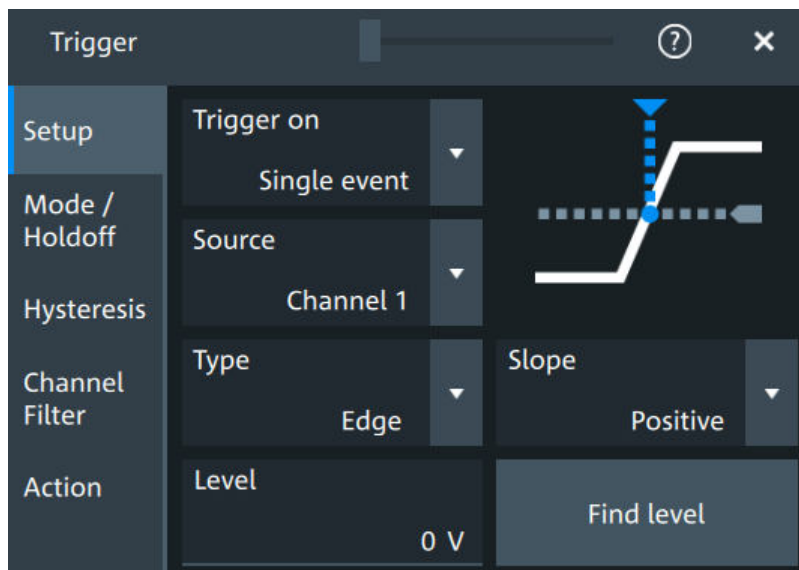 Trigger
?
Setup
Mode /
Holdoff
Hysteresis
Channel
Filter
Action
Trigger on
Single event
Source
Channel 1
Type
Edge
Slope
Positive
Level
0 V
Find level